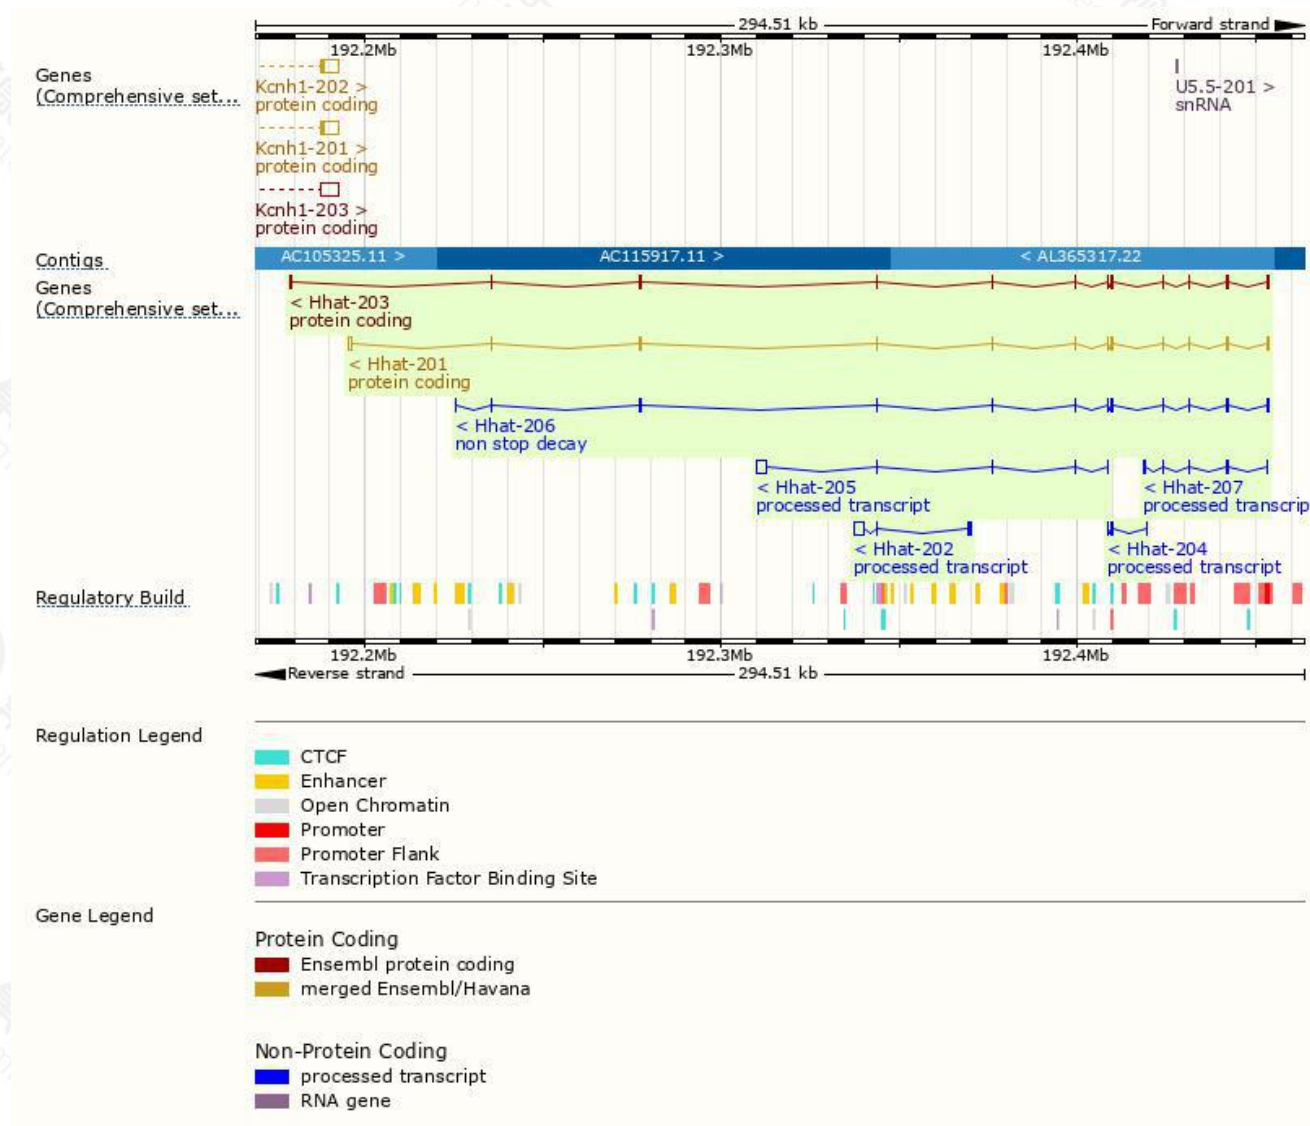 294.51 kb
Forward strand
192.2Mb 192.3Mb 192.4Mb
Genes
(Comprehensive set...
Kcnh1-202 >
protein coding
U5.5-201 >
snRNA
Kcnh1-201 >
protein coding
Kcnh1-203 >
protein coding
Contigs
AC105325.11 > AC115917.11 > < AL365317.22
Genes
(Comprehensive set...
< Hhat-203
protein coding
< Hhat-201
protein coding
< Hhat-206
non stop decay
< Hhat-205 < Hhat-207
processed transcript processed transcrip
< Hhat-202 < Hhat-204
processed transcript processed transcript
Regulatory Build
192.2Mb 192.3Mb 192.4Mb
Reverse strand 294.51 kb
Regulation Legend
CTCF
Enhancer
Open Chromatin
Promoter
Promoter Flank
Transcription Factor Binding Site
Gene Legend
Protein Coding
Ensembl protein coding
merged Ensembl/Havana
Non-Protein Coding
processed transcript
RNA gene